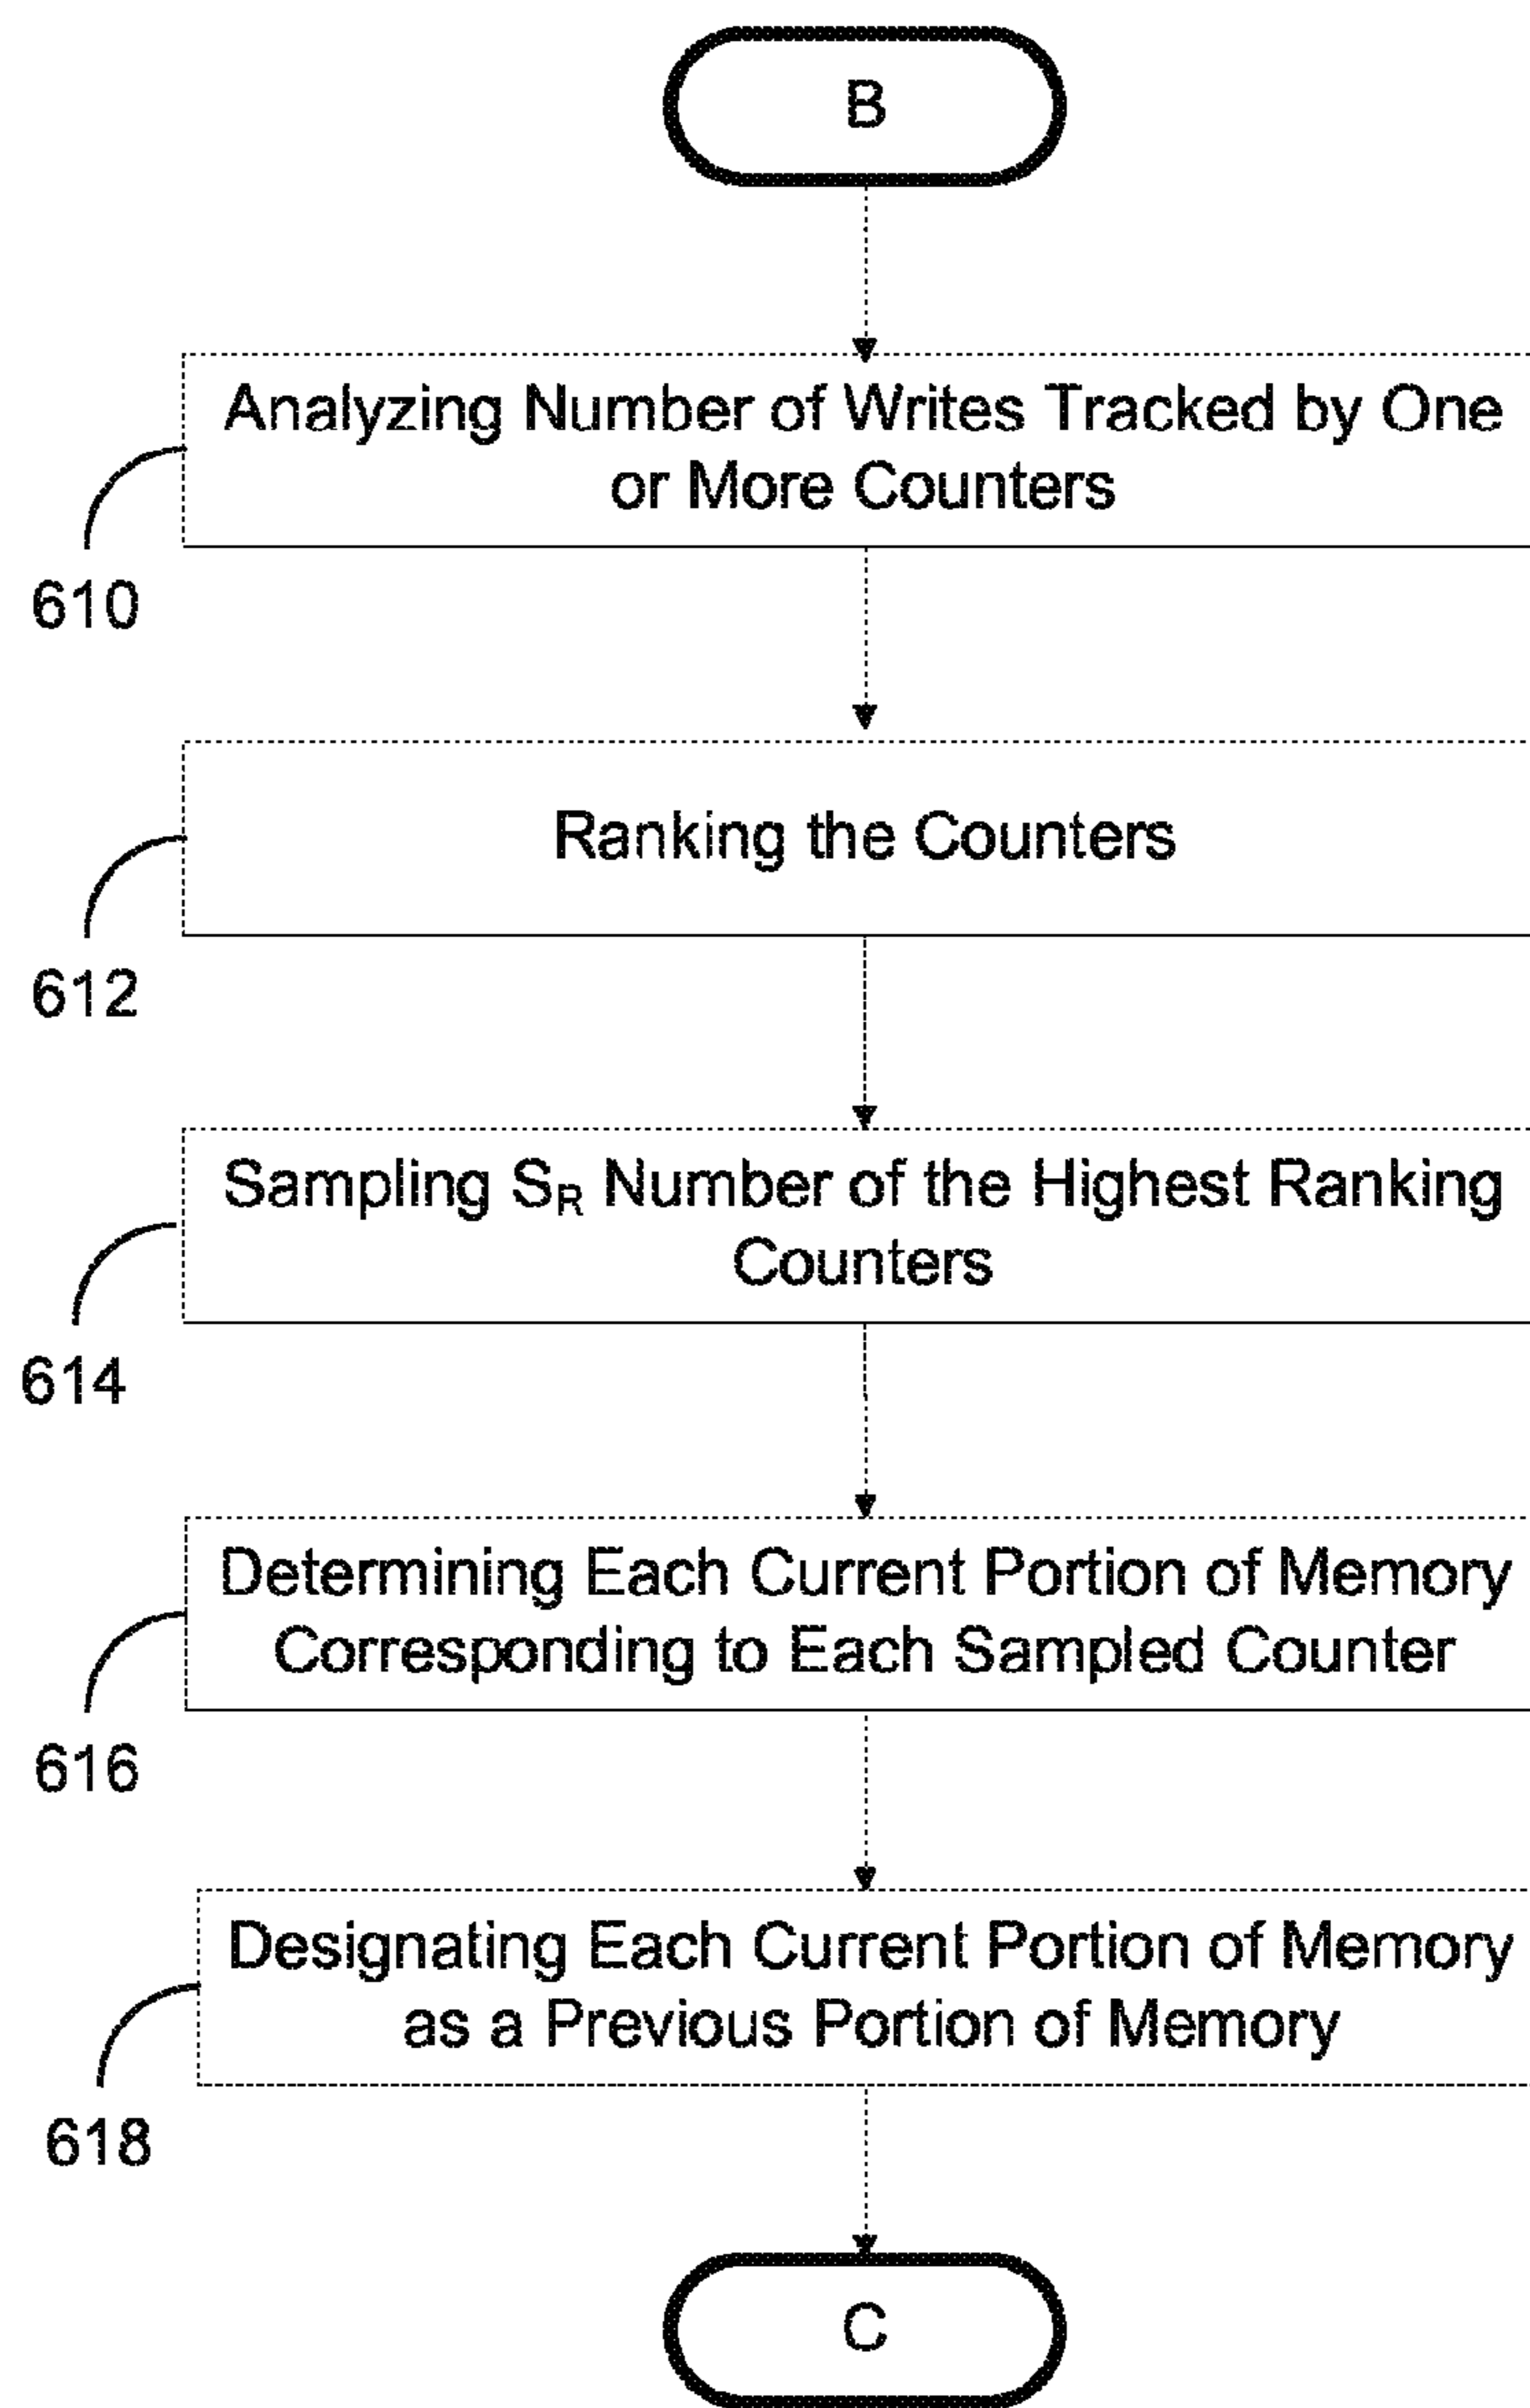 B
Analyzing Number of Writes Tracked by One
or More Counters
610
Ranking the Counters
612
Sampling SR Number of the Highest Ranking
Counters
614
Determining Each Current Portion of Memory
Corresponding to Each Sampled Counter
616
Designating Each Current Portion of Memory
as a Previous Portion of Memory
618
C